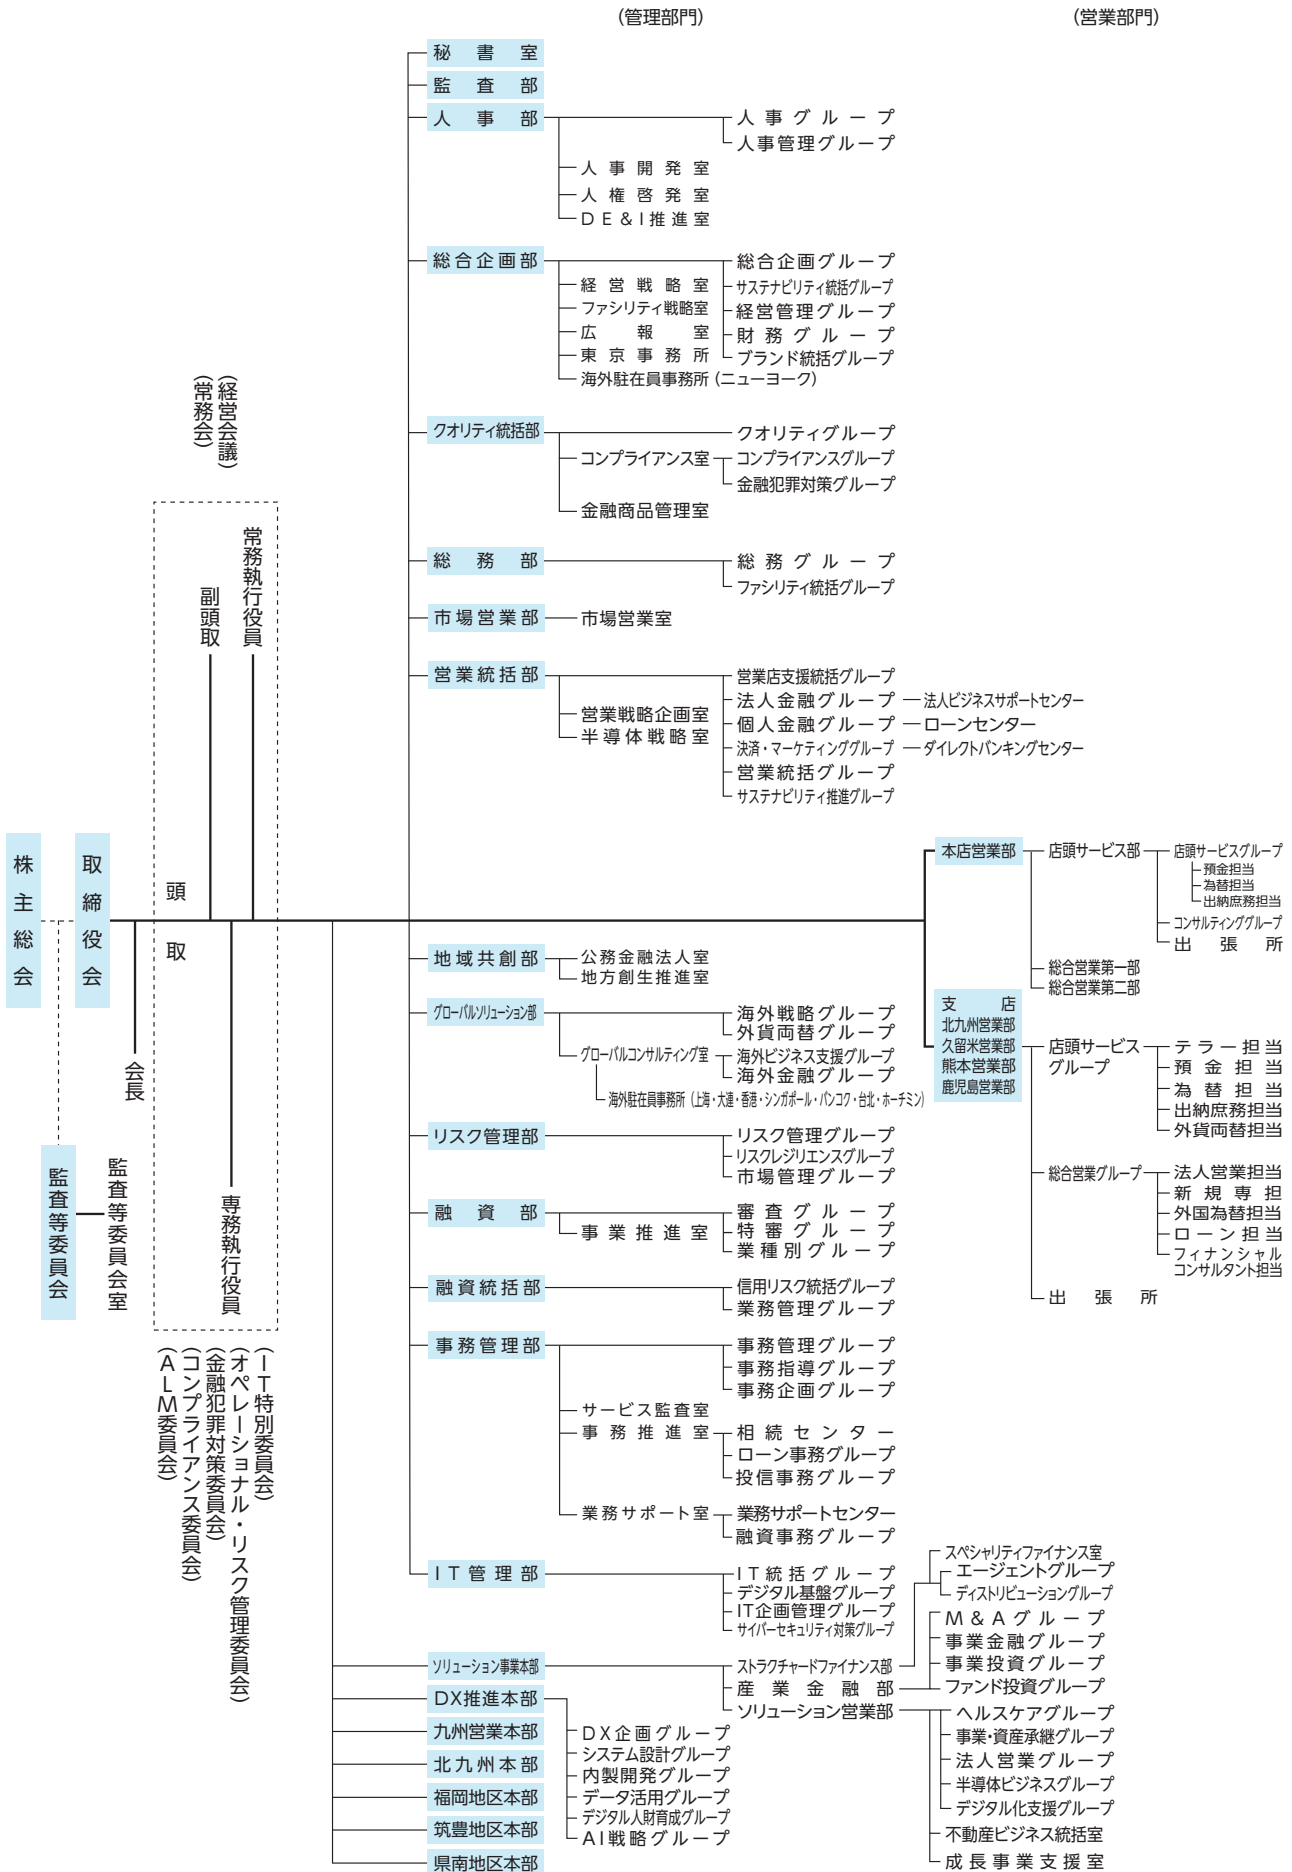 (管理部門)
(営業部門)
秘書室
監査部
人事部
人事グループ
人事管理グループ
人事開発室
人権啓発室
DE&I推進室
総合企画部
総合企画グループ
経営戦略室
サステナビリティ統括グループ
ファシリティ戦略室
経営管理グループ
広報室
財務グループ
東京事務所
ブランド統括グループ
海外駐在員事務所(ニューヨーク)
(経営会議)
(常務会)
クオリティ統括部
クオリティグループ
コンプライアンス室
コンプライアンスグループ
金融犯罪対策グループ
金融商品管理室
常務執行役員
副頭取
総務部
総務グループ
ファシリティ統括グループ
市場営業部
市場営業室
営業統括部
営業店支援統括グループ
営業戦略企画室
法人金融グループ
法人ビジネスサポートセンター
半導体戦略室
個人金融グループ
ローンセンター
決済・マーケティンググループ
ダイレクトバンキングセンター
営業統括グループ
サステナビリティ推進グループ
株主総会
取締役会
頭取
会長
監査等委員会
監査等委員会室
専務執行役員
本店営業部
店頭サービス部
店頭サービスグループ
預金担当
為替担当
出納庶務担当
コンサルティンググループ
出張所
総合営業第一部
総合営業第二部
地域共創部
公務金融法人室
地方創生推進室
グローバルソリューション部
海外戦略グループ
外貨両替グループ
グローバルコンサルティング室
海外ビジネス支援グループ
海外金融グループ
海外駐在員事務所(上海・大連・香港・シンガポール・バンコク・台北・ホーチミン)
支店
北九州営業部
久留米営業部
熊本営業部
鹿児島営業部
店頭サービス
グループ
テラー担当
預金担当
為替担当
出納庶務担当
外貨両替担当
総合営業グループ
法人営業担当
新規専担
外国為替担当
ローン担当
フィナンシャル
コンサルタント担当
出張所
リスク管理部
リスク管理グループ
リスクレジリエンスグループ
市場管理グループ
融資部
審査グループ
事業推進室
特審グループ
業種別グループ
融資統括部
信用リスク統括グループ
業務管理グループ
事務管理部
事務管理グループ
事務指導グループ
事務企画グループ
サービス監査室
事務推進室
相続センター
ローン事務グループ
投信事務グループ
業務サポート室
業務サポートセンター
融資事務グループ
(IT特別委員会)
(オペレーショナル・リスク管理委員会)
(金融犯罪対策委員会)
(コンプライアンス委員会)
(ALM委員会)
IT管理部
IT統括グループ
デジタル基盤グループ
IT企画管理グループ
サイバーセキュリティ対策グループ
ソリューション事業本部
ストラクチャードファイナンス部
スペシャリティファイナンス室
エージェントグループ
ディストリビューショングループ
産業金融部
M&Aグループ
事業金融グループ
事業投資グループ
ファンド投資グループ
ソリューション営業部
ヘルスケアグループ
事業・資産承継グループ
法人営業グループ
半導体ビジネスグループ
デジタル化支援グループ
不動産ビジネス統括室
成長事業支援室
DX推進本部
DX企画グループ
システム設計グループ
内製開発グループ
データ活用グループ
デジタル人財育成グループ
AI戦略グループ
九州営業本部
北九州本部
福岡地区本部
筑豊地区本部
県南地区本部